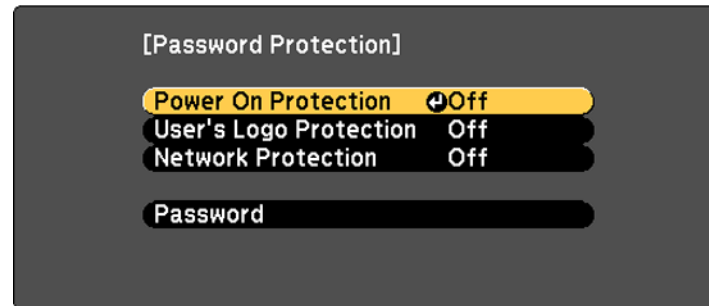 [Password Protection]
Power On Protection Off
User's Logo Protection Off
Network Protection Off
Password